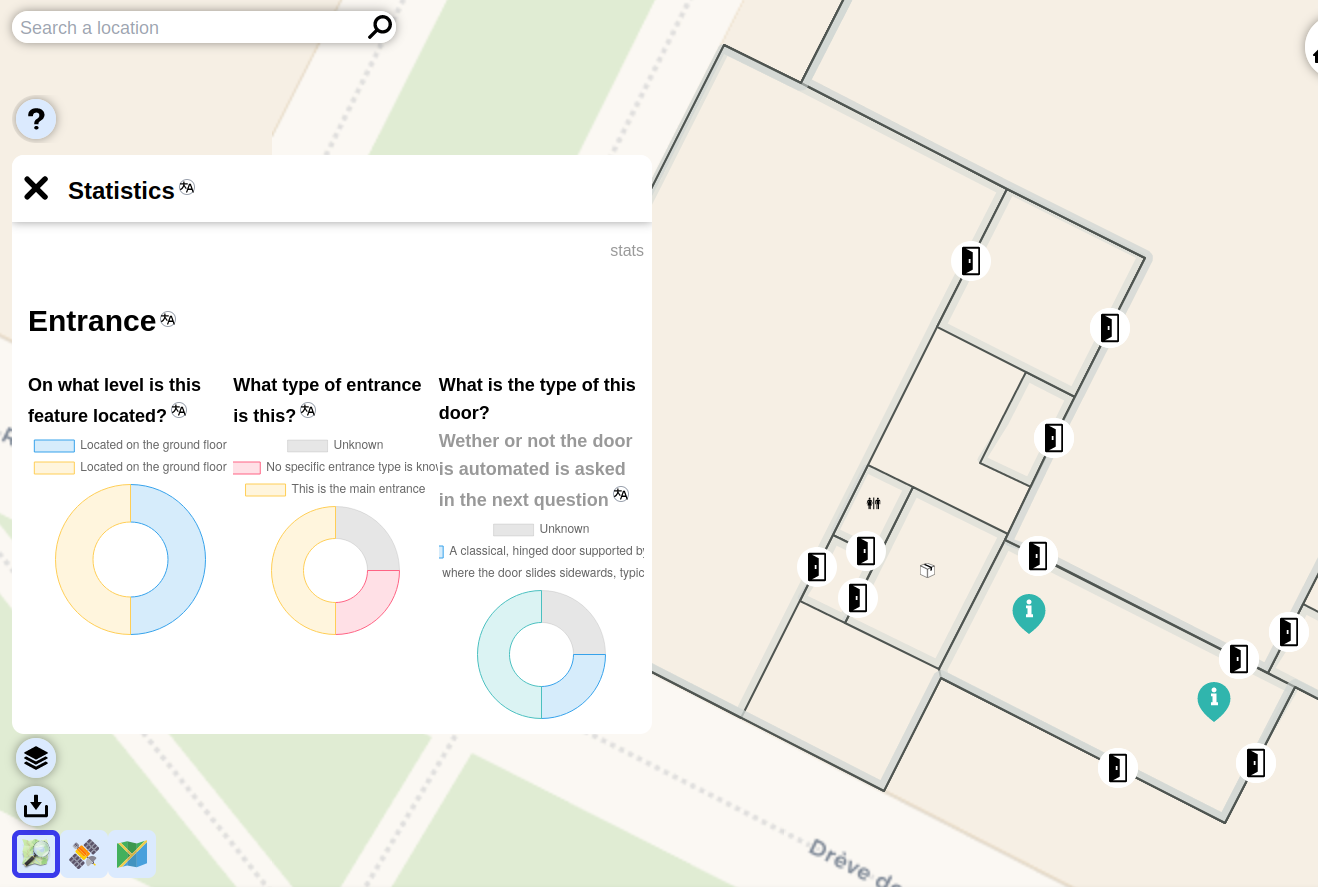 Search a location
?
Statistics
stats
Entrance
On what level is this
feature located?
Located on the ground floor
Located on the ground floor
What type of entrance
is this?
Unknown
No specific entrance type is know
This is the main entrance
What is the type of this
door?
Wether or not the door
is automated is asked
in the next question
Unknown
A classical, hinged door supported by
where the door slides sidewards, typic
Drève de